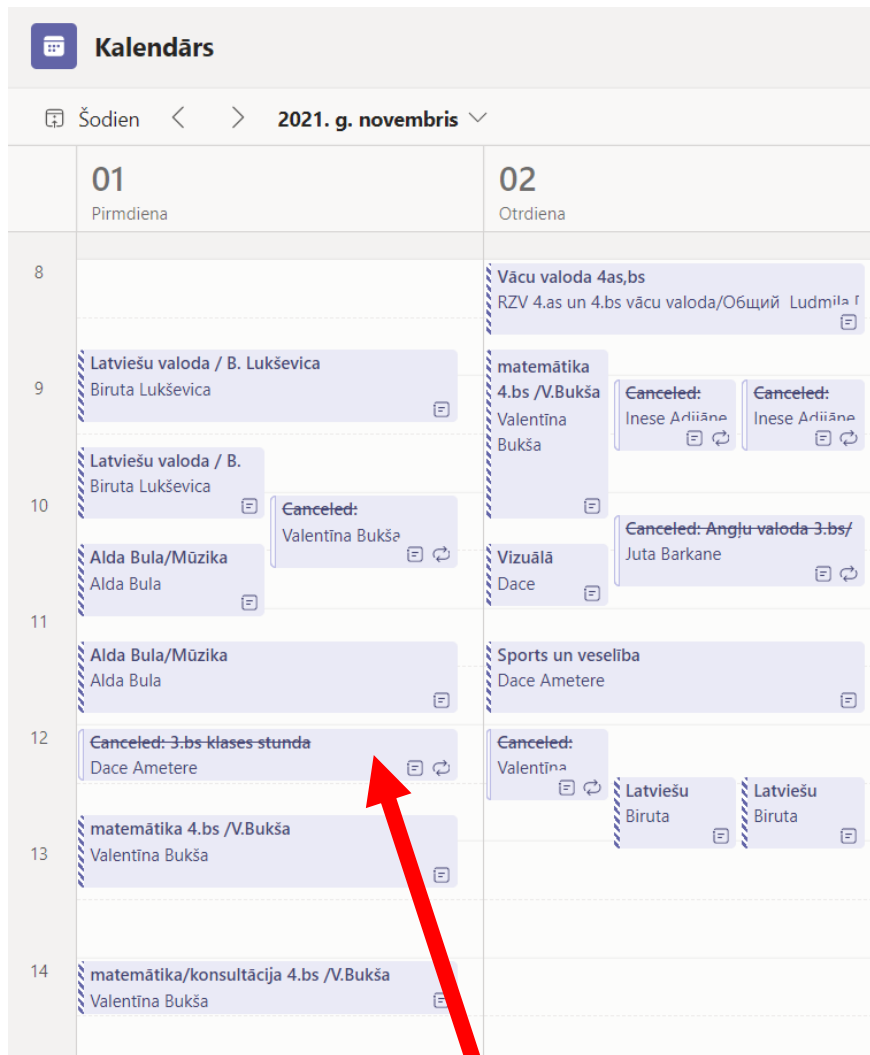 Kalendārs
Šodien
2021. g. novembris
01
Pirmdiena
02
Otrdiena
8
9
10
11
12
13
14
Latviešu valoda / B. Lukševica
Biruta Lukševica
Latviešu valoda / B.
Biruta Lukševica
Canceled:
Valentīna Bukša
Alda Bula/Mūzika
Alda Bula
Alda Bula/Mūzika
Alda Bula
Canceled: 3.bs klases stunda
Dace Ametere
matemātika 4.bs /V.Bukša
Valentīna Bukša
matemātika/konsultācija 4.bs /V.Bukša
Valentīna Bukša
Vācu valoda 4as,bs
RZV 4.as un 4.bs vācu valoda/Общий Ludmila
matemātika
4.bs /V.Bukša
Valentīna
Bukša
Canceled:
Inese Adijāne
Canceled:
Inese Adijāne
Canceled: Angļu valoda 3.bs/
Juta Barkane
Vizuālā
Dace
Sports un veselība
Dace Ametere
Canceled:
Valentīna
Latviešu
Biruta
Latviešu
Biruta